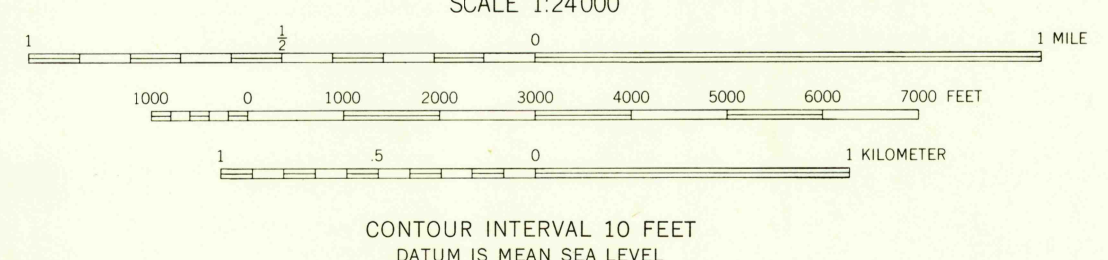 SCALE 1:24000
1 ½ 0 1 MILE
1000 0 1000 2000 3000 4000 5000 6000 7000 FEET
1 .5 0 1 KILOMETER
CONTOUR INTERVAL 10 FEET
DATUM IS MEAN SEA LEVEL